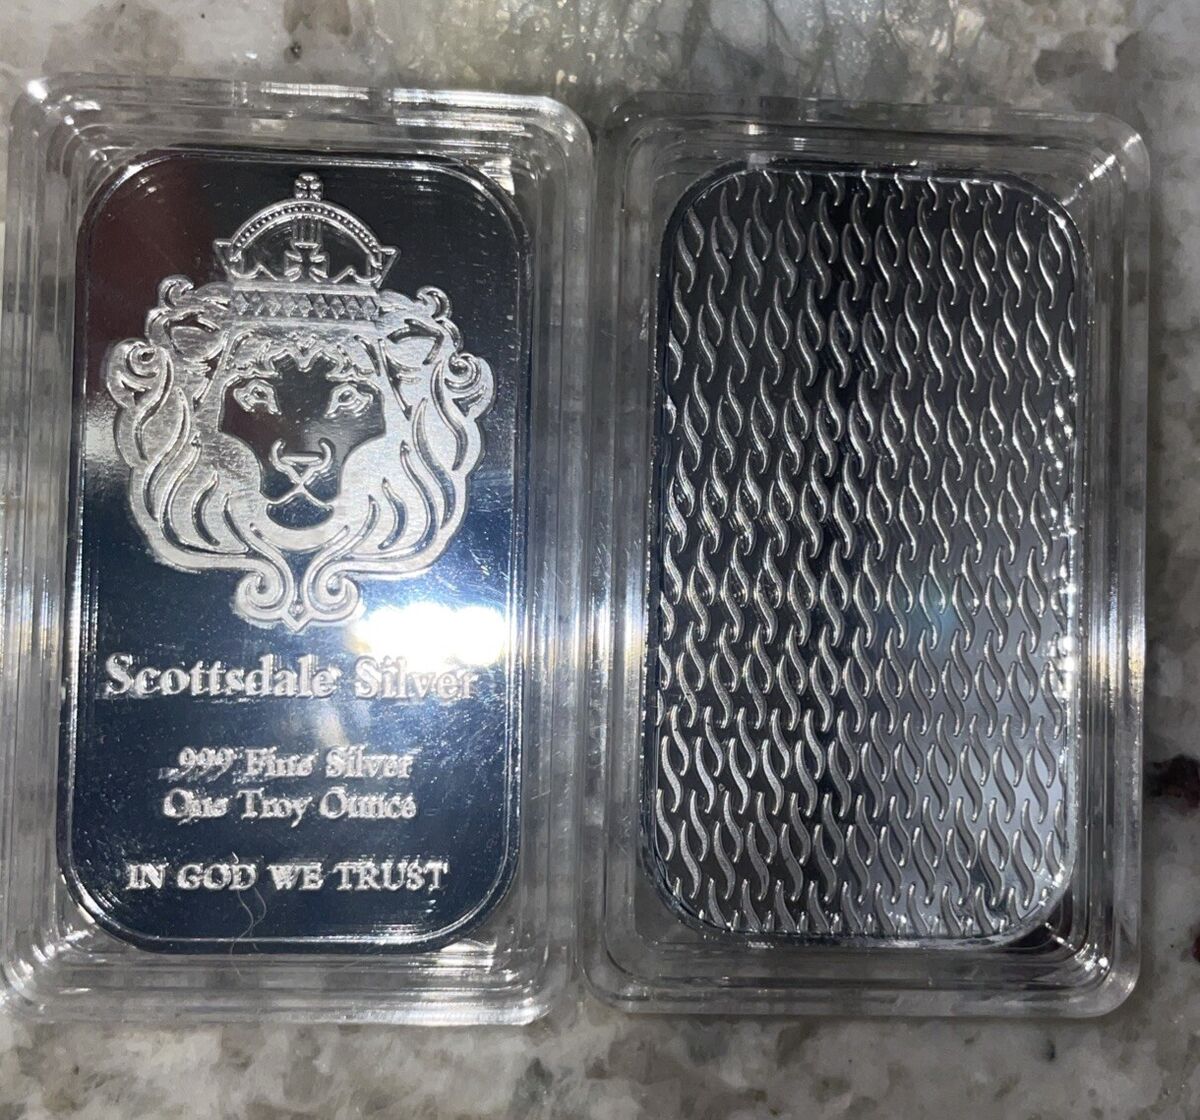 Scottsdale Silver
.999 Fine Silver
One Troy Ounce
IN GOD WE TRUST